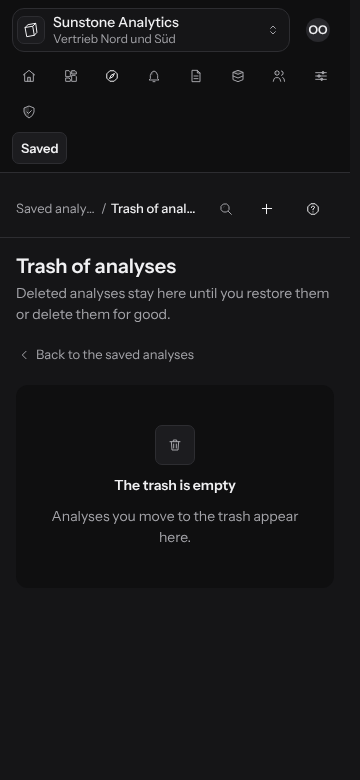 Sunstone Analytics
Vertrieb Nord und Süd
OO
Saved
Saved analy... / Trash of anal...
Trash of analyses
Deleted analyses stay here until you restore them
or delete them for good.
Back to the saved analyses
The trash is empty
Analyses you move to the trash appear
here.